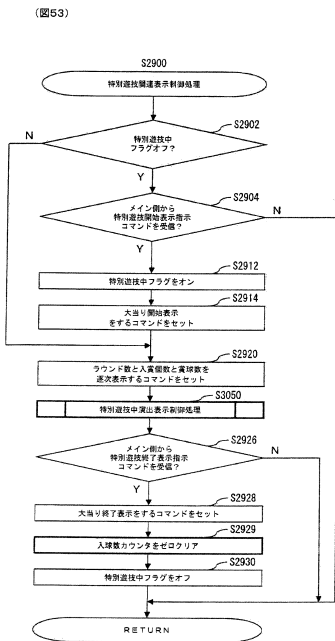 (図53)
S2900
特別遊技関連表示制御処理
S2902
特別遊技中
フラグオフ?
N
Y
S2904
メイン側から
特別遊技開始表示指示
コマンドを受信?
N
Y
S2912
特別遊技中フラグをオン
S2914
大当り開始表示
をするコマンドをセット
S2920
ラウンド数と入賞個数と賞球数を
逐次表示するコマンドをセット
S3050
特別遊技中演出表示制御処理
S2926
メイン側から
特別遊技終了表示指示
コマンドを受信?
N
Y
S2928
大当り終了表示をするコマンドをセット
S2929
入球数カウンタをゼロクリア
S2930
特別遊技中フラグをオフ
RETURN